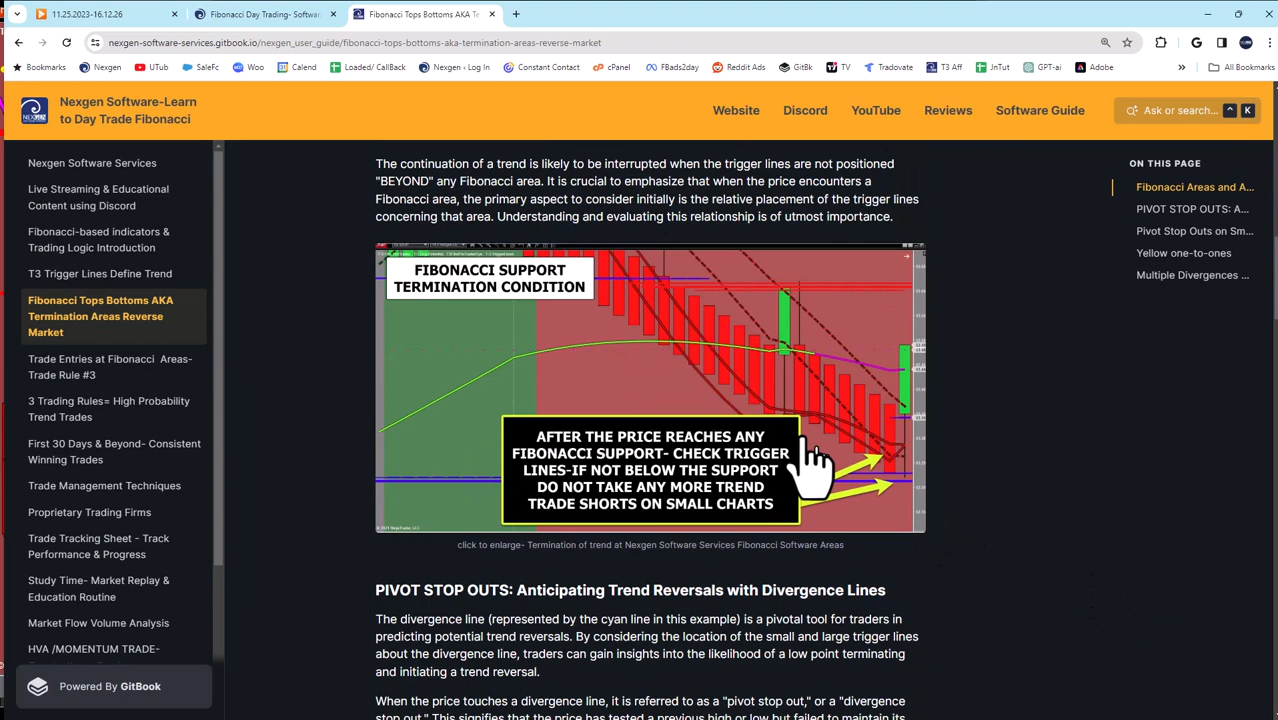 11.25.2023-16.12.26
Fibonacci Day Trading- Softwar
Fibonacci Tops Bottoms AKA Te
nexgen-software-services.gitbook.io/nexgen_user_guide/fibonacci-tops-bottoms-aka-termination-areas-reverse-market
Bookmarks
Nexgen
UTub
SaleFc
Woo
Calend
Loaded/ CallBack
Nexgen ‹ Log In
Constant Contact
cPanel
FBads2day
Reddit Ads
GitBk
TV
Tradovate
T3 Aff
JnTut
GPT-ai
Adobe
All Bookmarks
Nexgen Software-Learn
to Day Trade Fibonacci
Website
Discord
YouTube
Reviews
Software Guide
Ask or search...
^
K
Nexgen Software Services
Live Streaming & Educational
Content using Discord
Fibonacci-based indicators &
Trading Logic Introduction
T3 Trigger Lines Define Trend
Fibonacci Tops Bottoms AKA
Termination Areas Reverse
Market
Trade Entries at Fibonacci Areas-
Trade Rule #3
3 Trading Rules= High Probability
Trend Trades
First 30 Days & Beyond- Consistent
Winning Trades
Trade Management Techniques
Proprietary Trading Firms
Trade Tracking Sheet - Track
Performance & Progress
Study Time- Market Replay &
Education Routine
Market Flow Volume Analysis
HVA /MOMENTUM TRADE-
Powered By GitBook
The continuation of a trend is likely to be interrupted when the trigger lines are not positioned
"BEYOND" any Fibonacci area. It is crucial to emphasize that when the price encounters a
Fibonacci area, the primary aspect to consider initially is the relative placement of the trigger lines
concerning that area. Understanding and evaluating this relationship is of utmost importance.
FIBONACCI SUPPORT
TERMINATION CONDITION
AFTER THE PRICE REACHES ANY
FIBONACCI SUPPORT- CHECK TRIGGER
LINES-IF NOT BELOW THE SUPPORT
DO NOT TAKE ANY MORE TREND
TRADE SHORTS ON SMALL CHARTS
click to enlarge- Termination of trend at Nexgen Software Services Fibonacci Software Areas
PIVOT STOP OUTS: Anticipating Trend Reversals with Divergence Lines
The divergence line (represented by the cyan line in this example) is a pivotal tool for traders in
predicting potential trend reversals. By considering the location of the small and large trigger lines
about the divergence line, traders can gain insights into the likelihood of a low point terminating
and initiating a trend reversal.
When the price touches a divergence line, it is referred to as a "pivot stop out," or a "divergence
stop out." This signifies that the price has tested a previous high or low but failed to maintain its
ON THIS PAGE
Fibonacci Areas and A...
PIVOT STOP OUTS: A...
Pivot Stop Outs on Sm...
Yellow one-to-ones
Multiple Divergences ...